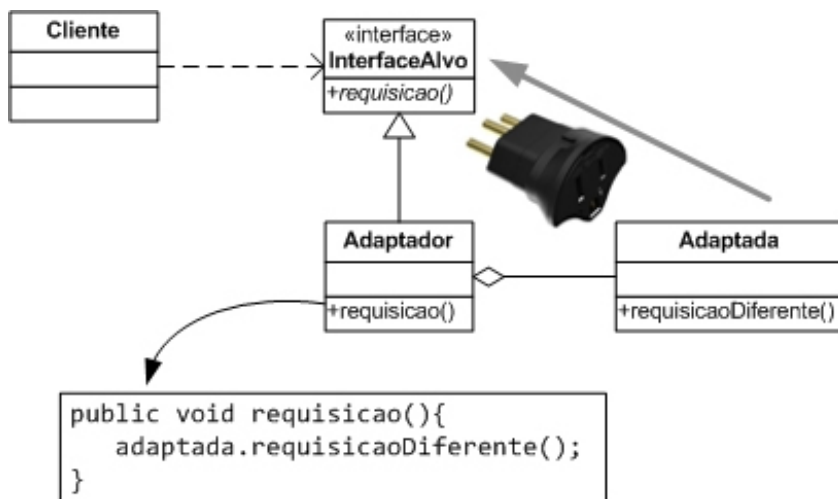 Cliente
«interface»
InterfaceAlvo
+requisicao()
Adaptador
+requisicao()
Adaptada
+requisicaoDiferente()
public void requisicao(){
adaptada.requisicaoDiferente();
}